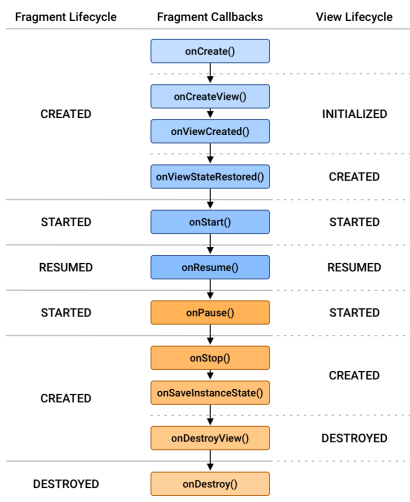 Fragment Lifecycle Fragment Callbacks View Lifecycle
onCreate()
onCreateView()
CREATED INITIALIZED
onViewCreated()
onViewStateRestored() CREATED
STARTED onStart() STARTED
RESUMED onResume() RESUMED
STARTED onPause() STARTED
onStop()
CREATED
onSaveInstanceState()
CREATED
onDestroyView() DESTROYED
DESTROYED onDestroy()